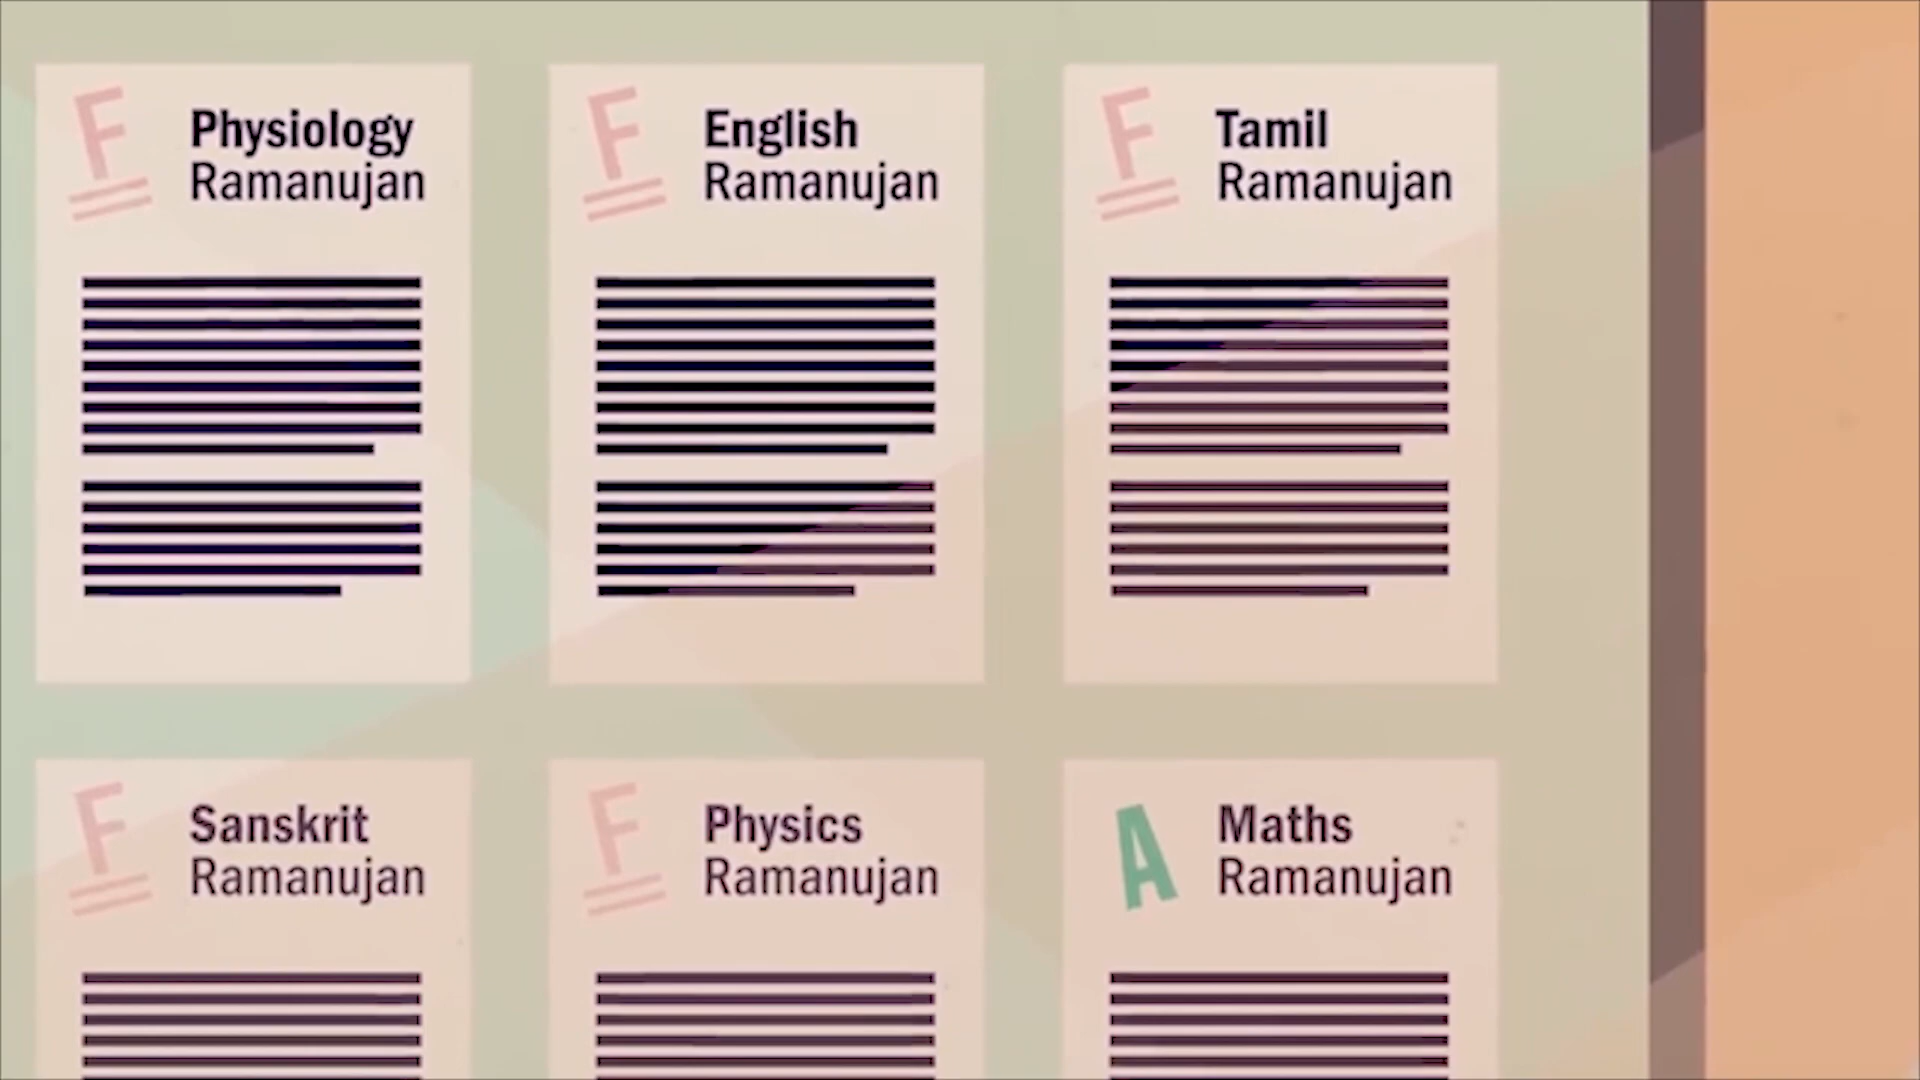 F
Physiology
Ramanujan
F
English
Ramanujan
F
Tamil
Ramanujan
F
Sanskrit
Ramanujan
F
Physics
Ramanujan
A
Maths
Ramanujan